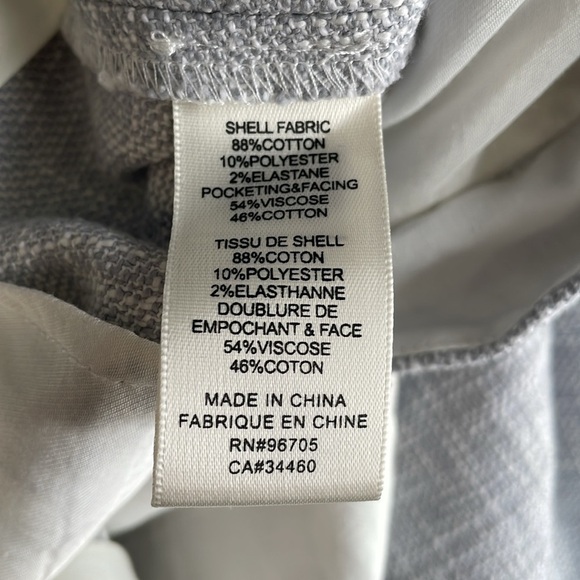 SHELL FABRIC
88%COTTON
10%POLYESTER
2%ELASTANE
POCKETING&FACING
54%VISCOSE
46%COTTON
TISSU DE SHELL
88%COTON
10%POLYESTER
2%ELASTHANNE
DOUBLURE DE
EMPOCHANT & FACE
54%VISCOSE
46%COTON
MADE IN CHINA
FABRIQUE EN CHINE
RN#96705
CA#34460